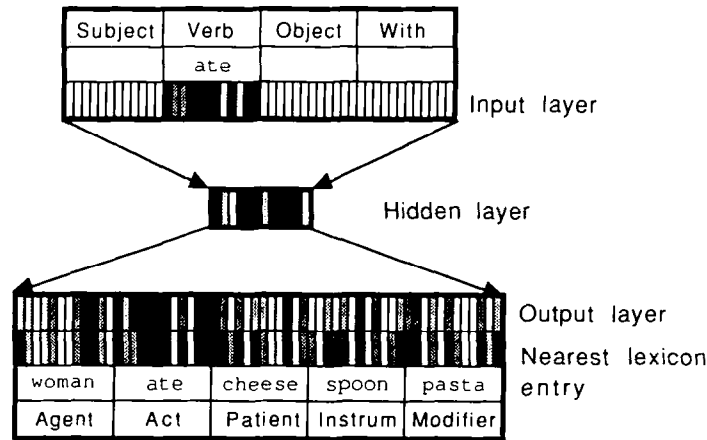 Subject Verb Object With
ate
Input layer
Hidden layer
Output layer
Nearest lexicon
entry
woman ate cheese spoon pasta
Agent Act Patient Instrum Modifier